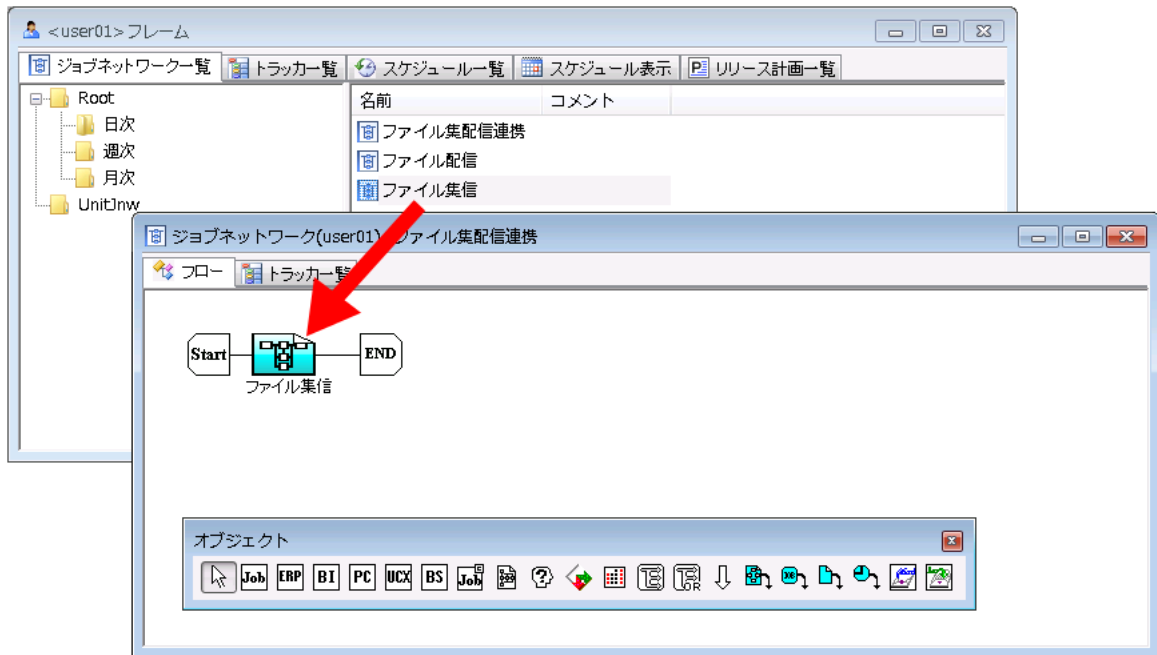 <user01>フレーム
ジョブネットワーク一覧 トラッカ一覧 スケジュール一覧 スケジュール表示 リリース計画一覧
Root
日次
週次
月次
UnitJnw
名前 コメント
ファイル集配信連携
ファイル配信
ファイル集信
ジョブネットワーク(user01) ファイル集配信連携
フロー トラッカ一覧
Start END
ファイル集信
オブジェクト
Job ERP BI PC UCX BS Job OR